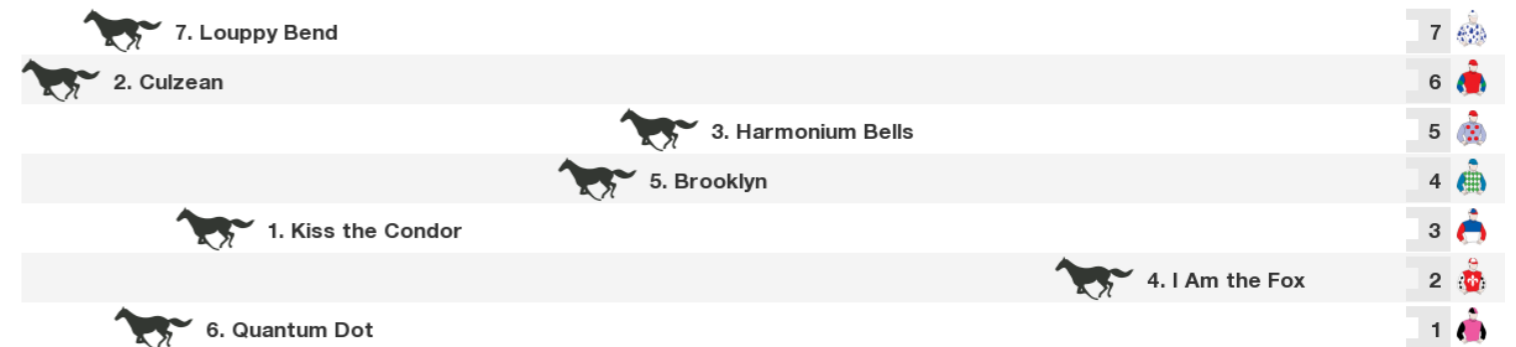 7. Louppy Bend 7
2. Culzean 6
3. Harmonium Bells 5
5. Brooklyn 4
1. Kiss the Condor 3
4. I Am the Fox 2
6. Quantum Dot 1